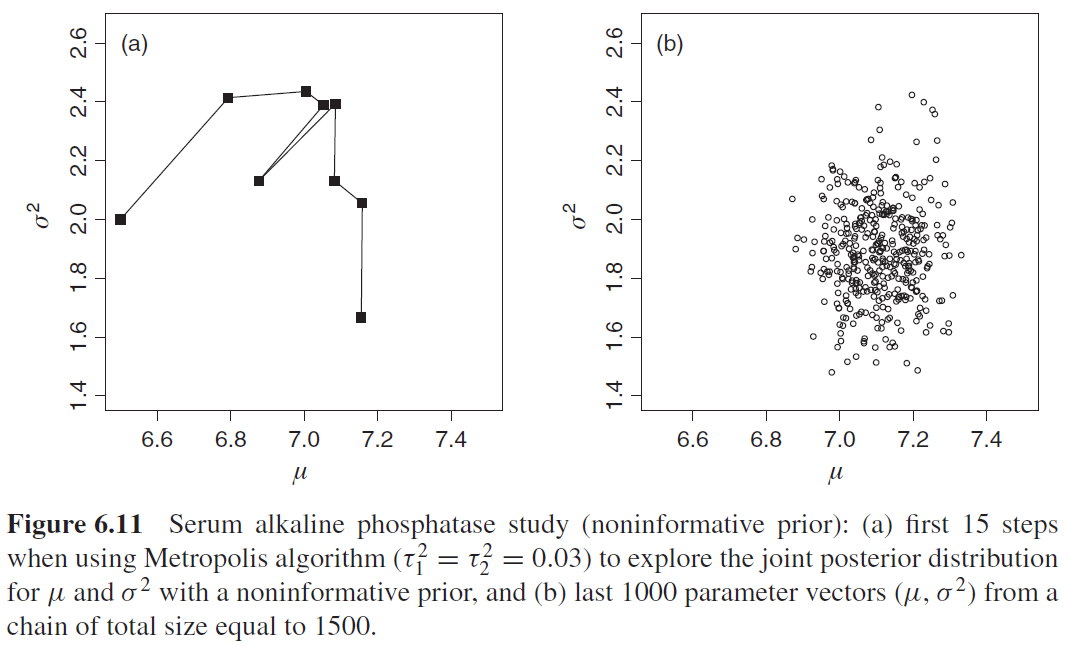 (a)
2.6
2.4
2.2
2.0
1.8
1.6
1.4
σ²
6.6 6.8 7.0 7.2 7.4
μ
(b)
2.6
2.4
2.2
2.0
1.8
1.6
1.4
σ²
6.6 6.8 7.0 7.2 7.4
μ
Figure 6.11 Serum alkaline phosphatase study (noninformative prior): (a) first 15 steps
when using Metropolis algorithm (τ₁² = τ₂² = 0.03) to explore the joint posterior distribution
for μ and σ² with a noninformative prior, and (b) last 1000 parameter vectors (μ, σ²) from a
chain of total size equal to 1500.